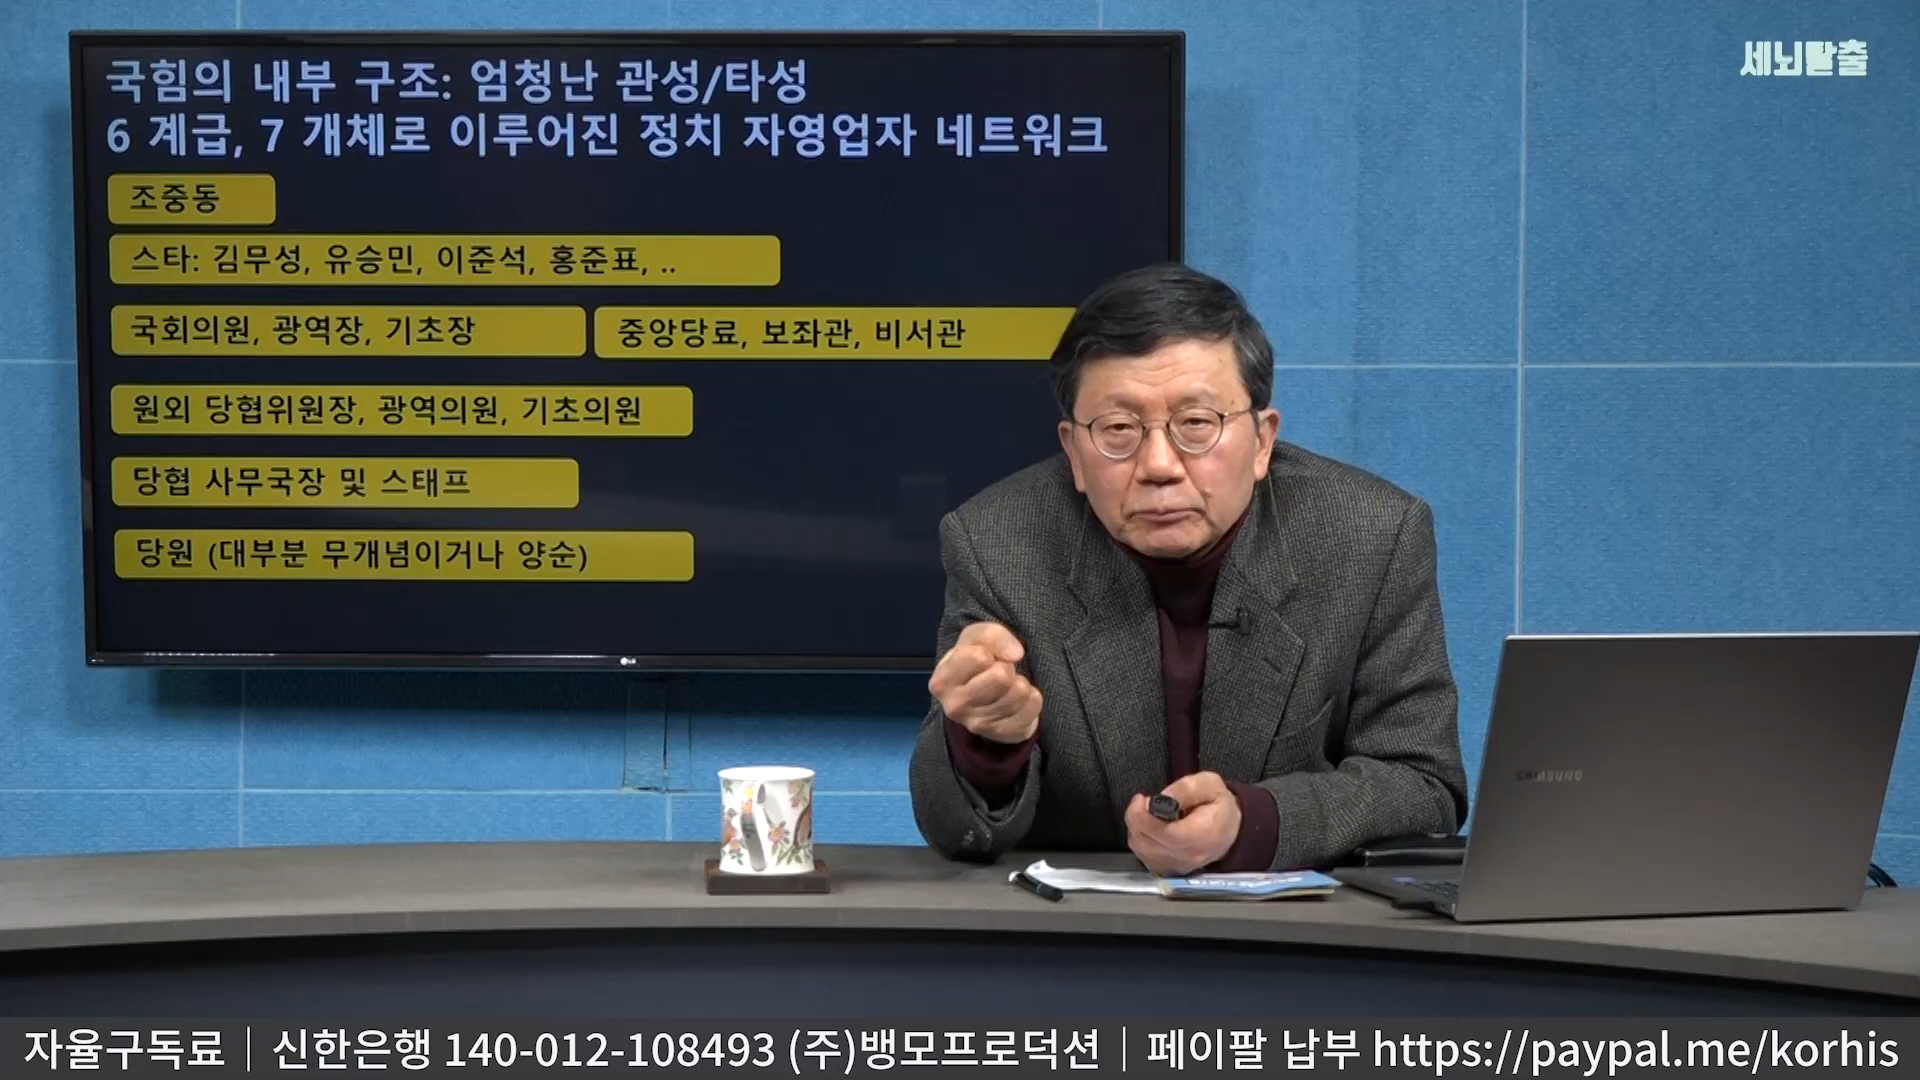 국힘의 내부 구조: 엄청난 관성/타성
6 계급, 7 개체로 이루어진 정치 자영업자 네트워크
조중동
스타: 김무성, 유승민, 이준석, 홍준표, ..
국회의원, 광역장, 기초장
중앙당료, 보좌관, 비서관
원외 당협위원장, 광역의원, 기초의원
당협 사무국장 및 스태프
당원 (대부분 무개념이거나 양순)
세뇌탈출
LG
SAMSUNG
자율구독료│신한은행 140-012-108493 (주)뱅모프로덕션│페이팔 납부 https://paypal.me/korhis